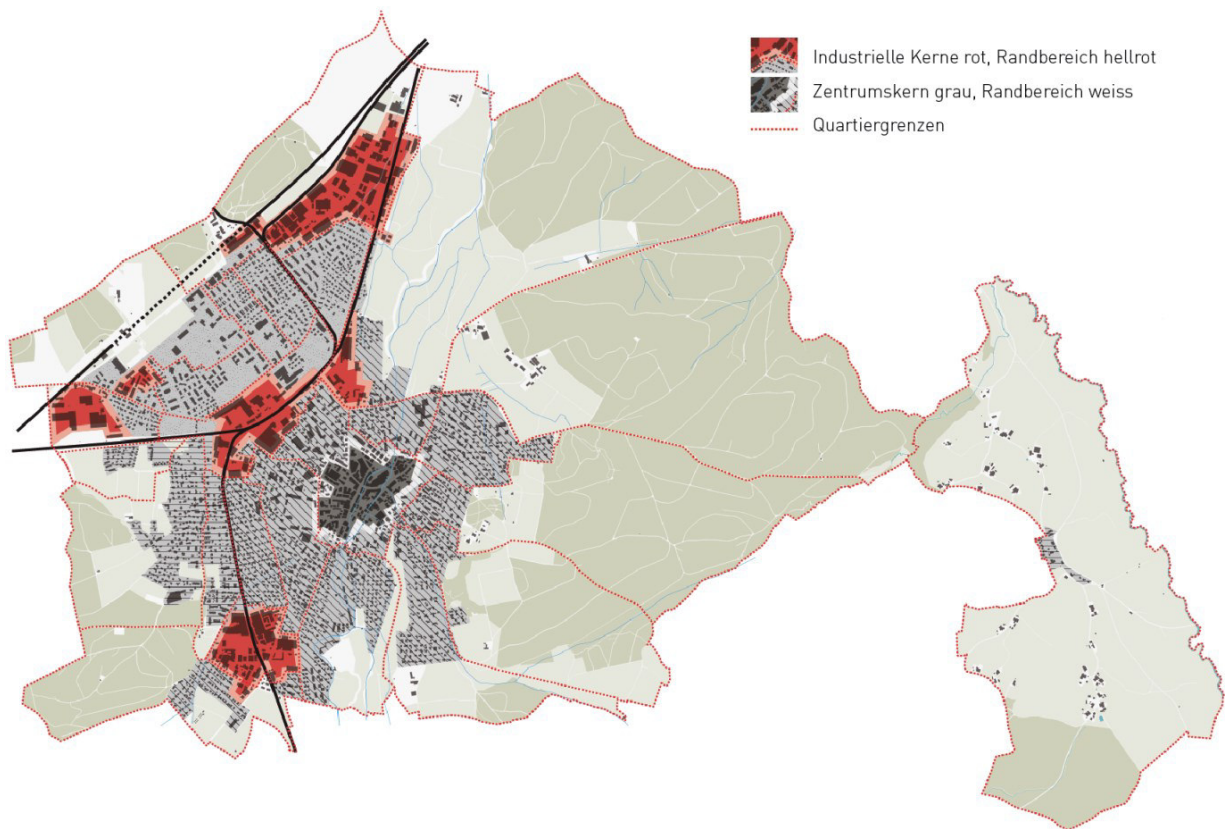 Industrielle Kerne rot, Randbereich hellrot
Zentrumskern grau, Randbereich weiss
Quartiergrenzen